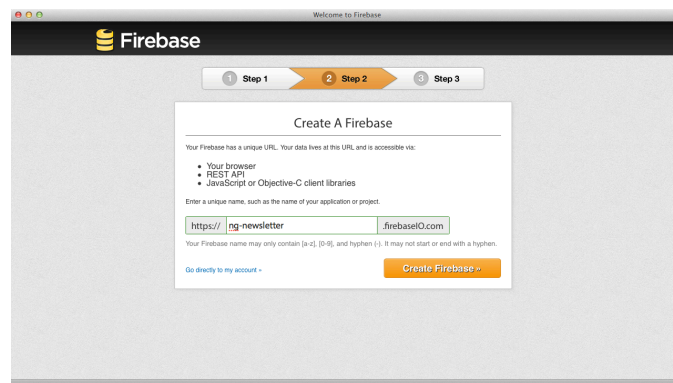 Welcome to Firebase
Firebase
1 Step 1 2 Step 2 3 Step 3
Create A Firebase
Your Firebase has a unique URL. Your data lives at this URL and is accessible via:
• Your browser
• REST API
• JavaScript or Objective-C client libraries
Enter a unique name, such as the name of your application or project.
https:// ng-newsletter .firebaseIO.com
Your Firebase name may only contain [a-z], [0-9], and hyphen (-). It may not start or end with a hyphen.
Go directly to my account » Create Firebase »